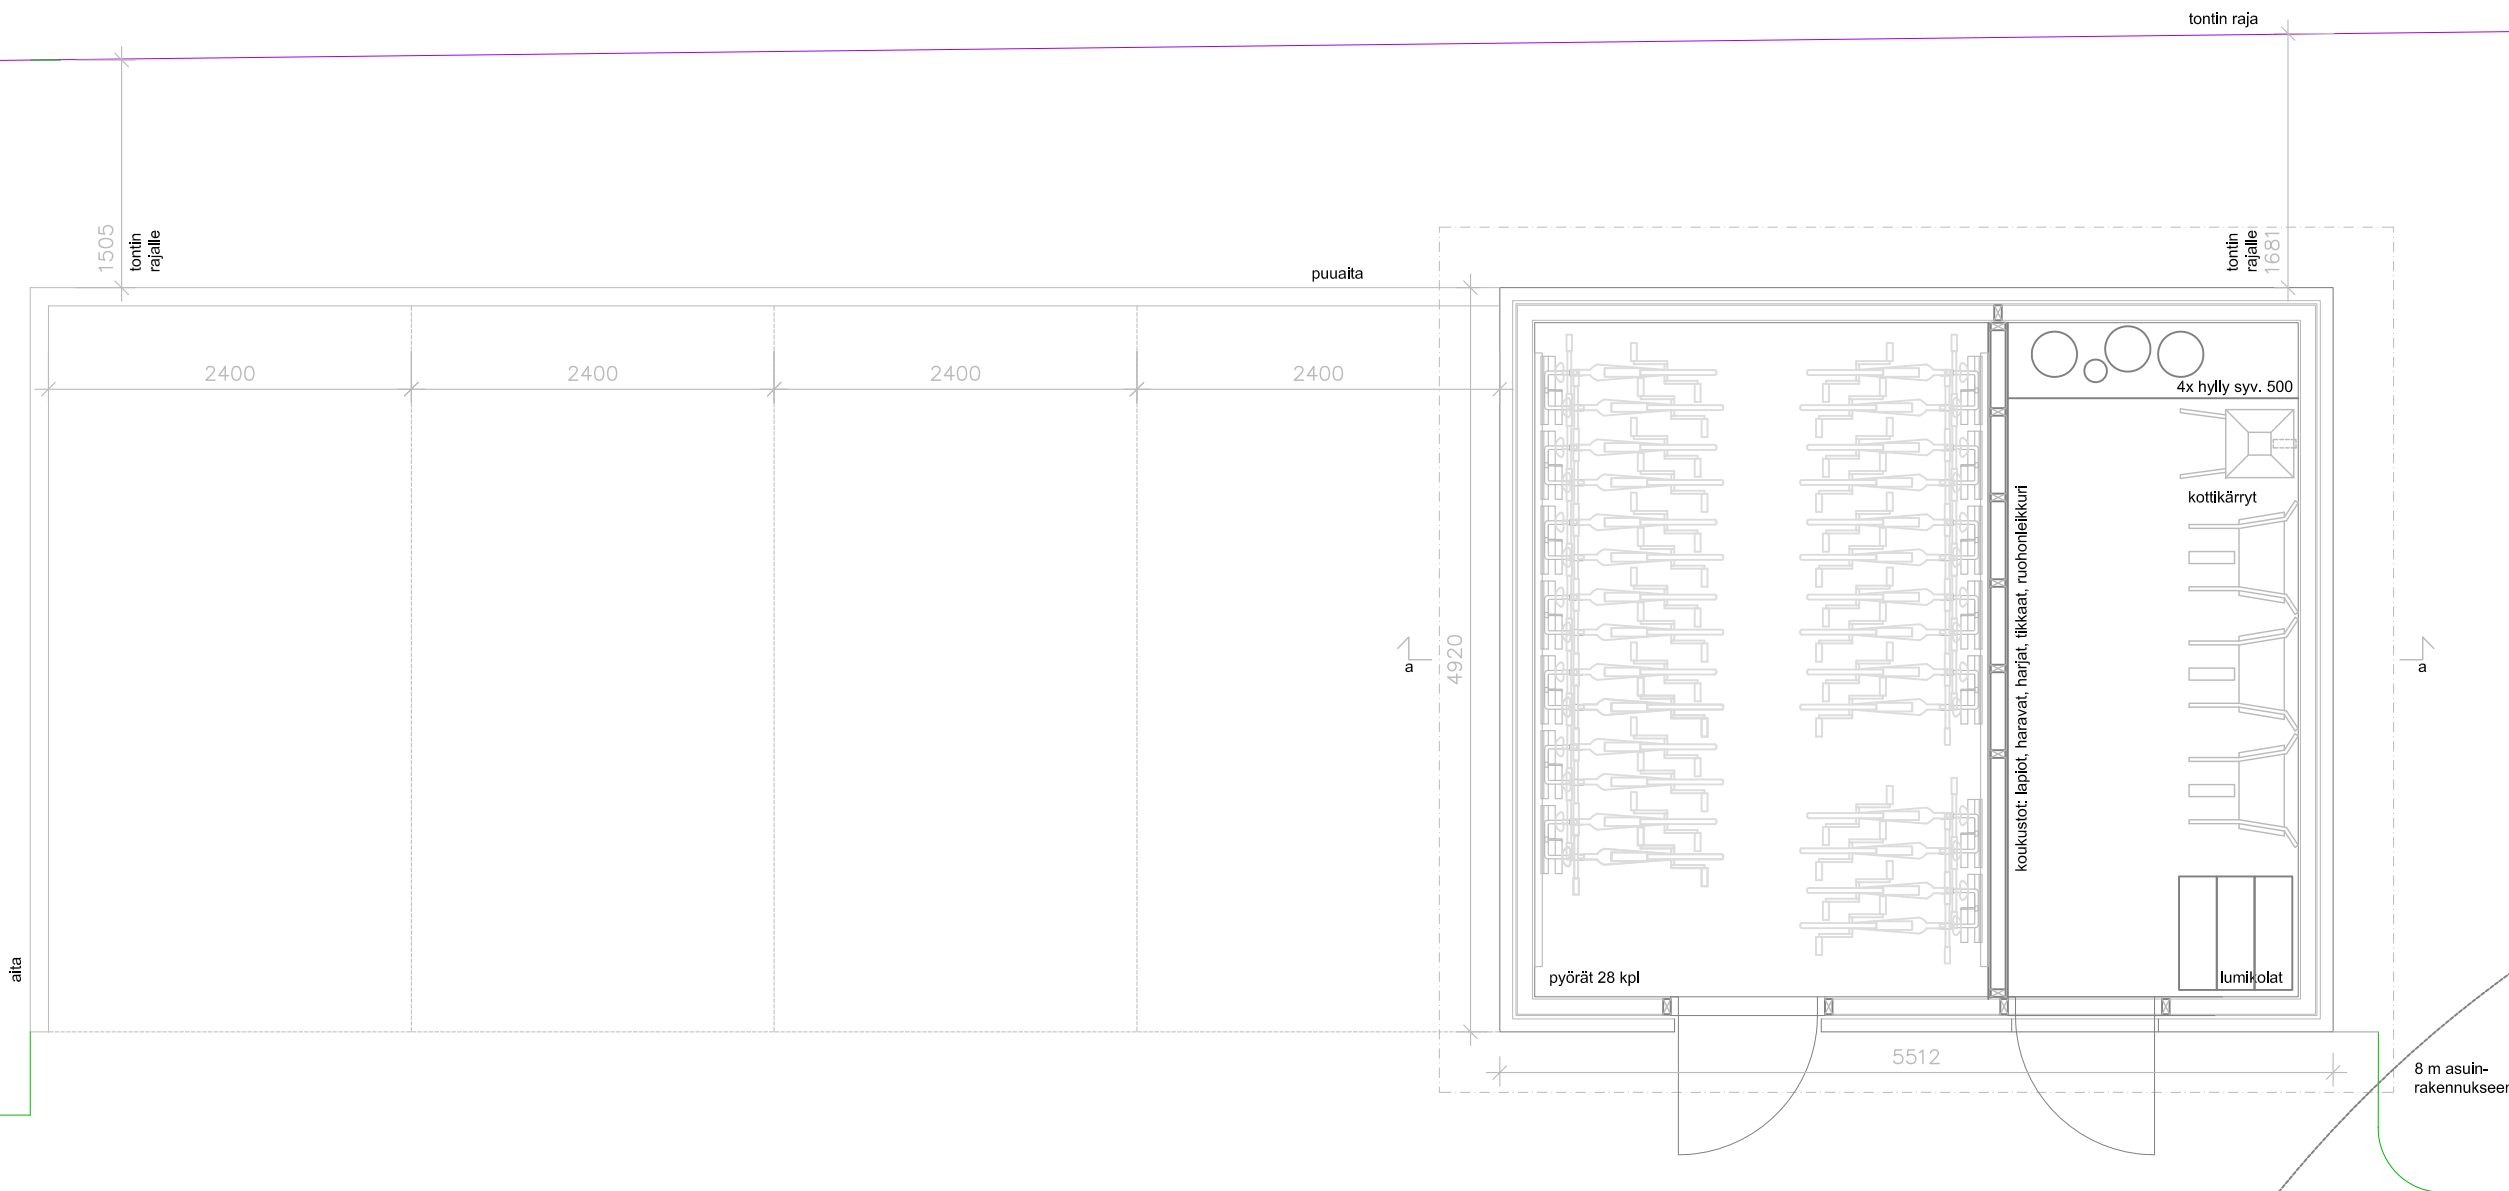 tontin raja
1505
tontin
rajalle
puuaita
tontin
rajalle
1681
2400
2400
2400
2400
4x hylly syv. 500
kottikärryt
koukustot: lapiot, haravat, harjat, tikkaat, ruohonleikkuri
4920
a
a
aita
pyörät 28 kpl
lumikolat
5512
8 m asuin-
rakennukseen